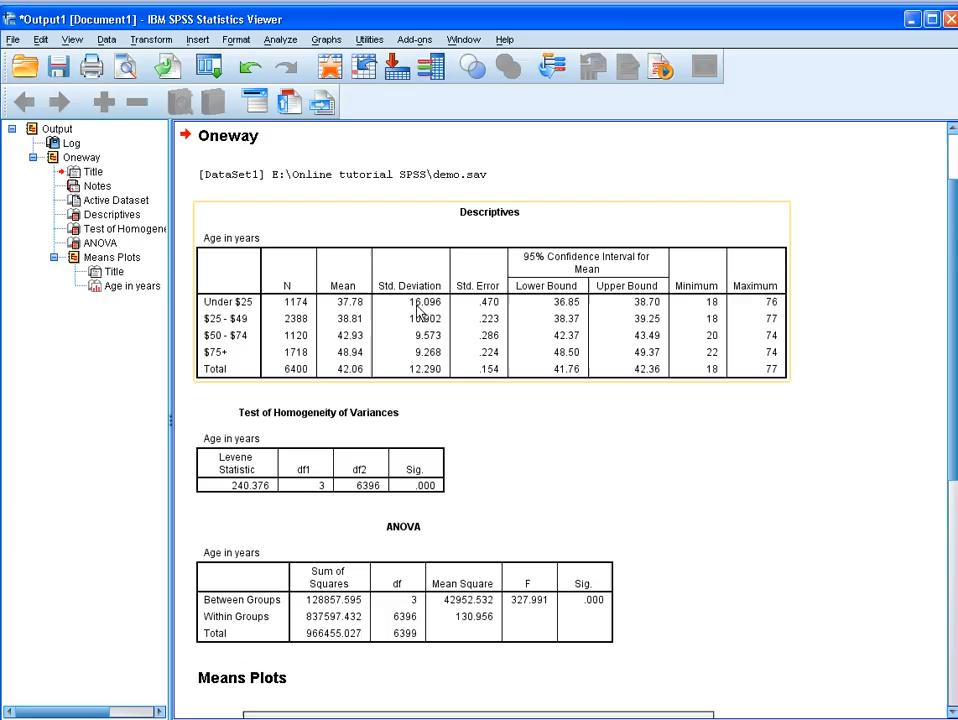 *Output1 [Document1] - IBM SPSS Statistics Viewer
File Edit View Data Transform Insert Format Analyze Graphs Utilities Add-ons Window Help
Output
Log
Oneway
Title
Notes
Active Dataset
Descriptives
Test of Homogene
ANOVA
Means Plots
Title
Age in years
Oneway
[DataSet1] E:\Online tutorial SPSS\demo.sav
Descriptives
Age in years
95% Confidence Interval for
Mean
N Mean Std. Deviation Std. Error Lower Bound Upper Bound Minimum Maximum
Under $25 1174 37.78 16.096 .470 36.85 38.70 18 76
$25 - $49 2388 38.81 .223 38.37 39.25 18 77
$50 - $74 1120 42.93 9.573 .286 42.37 43.49 20 74
$75+ 1718 48.94 9.268 .224 48.50 49.37 22 74
Total 6400 42.06 12.290 .154 41.76 42.36 18 77
Test of Homogeneity of Variances
Age in years
Levene
Statistic df1 df2 Sig.
240.376 3 6396 .000
ANOVA
Age in years
Sum of
Squares df Mean Square F Sig.
Between Groups 128857.595 3 42952.532 327.991 .000
Within Groups 837597.432 6396 130.956
Total 966455.027 6399
Means Plots